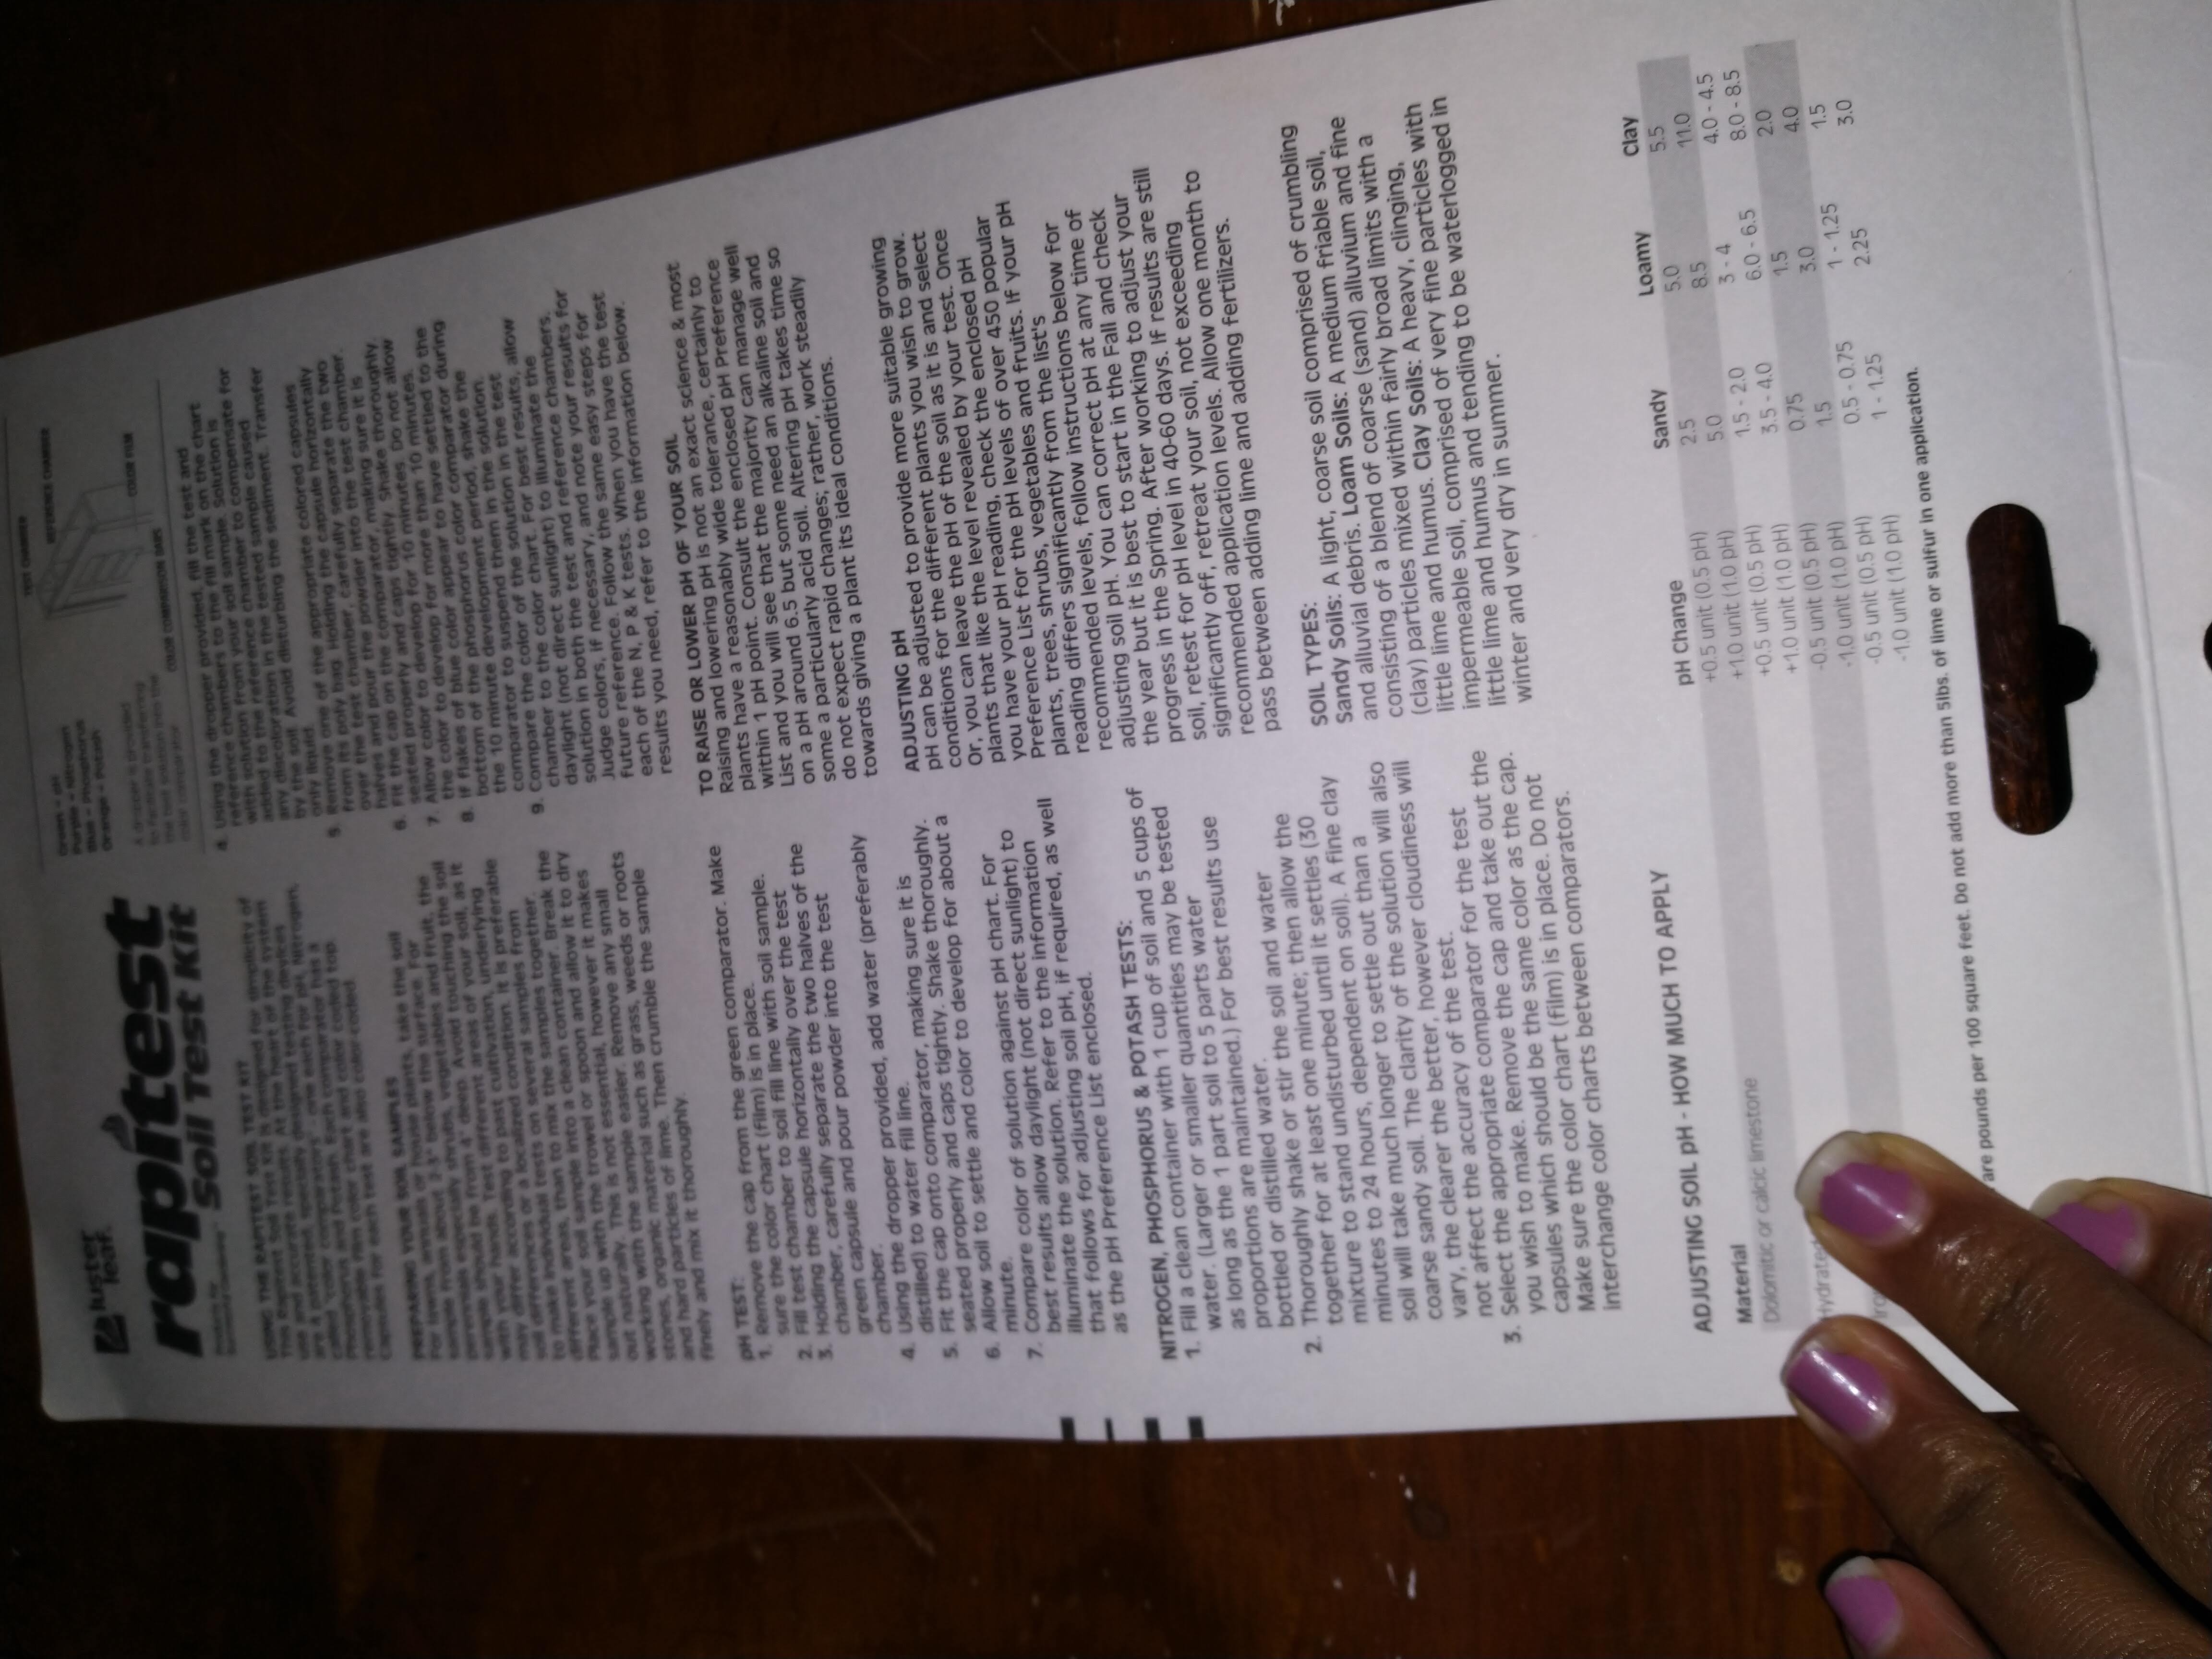 luster
leaf®
rapitest
Soil Test Kit
Products for
Successful Gardening™
USING THE RAPITEST SOIL TEST KIT
This Rapitest Soil Test Kit is designed for simplicity of
use and accurate results. At the heart of the system
are 4 patented, specially designed testing devices
called "color comparators" - one each for pH, Nitrogen,
Phosphorus and Potash. Each comparator has a
removable film color chart and color coded top.
Capsules for each test are also color-coded.
PREPARING YOUR SOIL SAMPLES
For lawns, annuals or house plants, take the soil
sample from about 2-3" below the surface. For
perennials especially shrubs, vegetables and fruit, the
sample should be from 4" deep. Avoid touching the soil
with your hands. Test different areas of your soil, as it
may differ according to past cultivation, underlying
soil differences or a localized condition. It is preferable
to make individual tests on several samples from
different areas, than to mix the samples together.
Place your soil sample into a clean container. Break the
sample up with the trowel or spoon and allow it to dry
out naturally. This is not essential, however it makes
working with the sample easier. Remove any small
stones, organic material such as grass, weeds or roots
and hard particles of lime. Then crumble the sample
finely and mix it thoroughly.
pH TEST:
1. Remove the cap from the green comparator. Make
sure the color chart (film) is in place.
2. Fill test chamber to soil fill line with soil sample.
3. Holding the capsule horizontally over the test
chamber, carefully separate the two halves of the
green capsule and pour powder into the test
chamber.
4. Using the dropper provided, add water (preferably
distilled) to water fill line.
5. Fit the cap onto comparator, making sure it is
seated properly and caps tightly. Shake thoroughly.
6. Allow soil to settle and color to develop for about a
minute.
7. Compare color of solution against pH chart. For
best results allow daylight (not direct sunlight) to
illuminate the solution. Refer to the information
that follows for adjusting soil pH, if required, as well
as the pH Preference List enclosed.
NITROGEN, PHOSPHORUS & POTASH TESTS:
1. Fill a clean container with 1 cup of soil and 5 cups of
water. (Larger or smaller quantities may be tested
as long as the 1 part soil to 5 parts water
proportions are maintained.) For best results use
bottled or distilled water.
2. Thoroughly shake or stir the soil and water
together for at least one minute; then allow the
mixture to stand undisturbed until it settles (30
minutes to 24 hours, dependent on soil). A fine clay
soil will take much longer to settle out than a
coarse sandy soil. The clarity of the solution will also
vary, the clearer the better, however cloudiness will
not affect the accuracy of the test.
3. Select the appropriate comparator for the test
you wish to make. Remove the cap and take out the
capsules which should be the same color as the cap.
Make sure the color chart (film) is in place. Do not
interchange color charts between comparators.
Green = pH
Purple = Nitrogen
Blue = Phosphorus
Orange = Potash
A dropper is provided
to facilitate transferring
the test solution into the
color comparator.
TEST CHAMBER
REFERENCE CHAMBER
COLOR FILM
COLOR COMPARISON BARS
4. Using the dropper provided, fill the test and
reference chambers to the fill mark on the chart
with solution from your soil sample. Solution is
added to the reference chamber to compensate for
any discoloration in the tested sample caused
by the soil. Avoid disturbing the sediment. Transfer
only liquid.
5. Remove one of the appropriate colored capsules
from its poly bag. Holding the capsule horizontally
over the test chamber, carefully separate the two
halves and pour the powder into the test chamber.
6. Fit the cap on the comparator, making sure it is
seated properly and caps tightly. Shake thoroughly.
7. Allow color to develop for 10 minutes. Do not allow
the color to develop for more than 10 minutes.
8. If flakes of blue color appear to have settled to the
bottom of the phosphorus color comparator during
the 10 minute development period, shake the
comparator to suspend them in the solution.
9. Compare the color of the solution in the test
chamber to the color chart. For best results, allow
daylight (not direct sunlight) to illuminate the
solution in both the test and reference chambers.
Judge colors, if necessary, and note your results for
future reference. Follow the same easy steps for
each of the N, P & K tests. When you have the test
results you need, refer to the information below.
TO RAISE OR LOWER pH OF YOUR SOIL
Raising and lowering pH is not an exact science & most
plants have a reasonably wide tolerance, certainly to
within 1 pH point. Consult the enclosed pH Preference
List and you will see that the majority can manage well
on a pH around 6.5 but some need an alkaline soil and
some a particularly acid soil. Altering pH takes time so
do not expect rapid changes; rather, work steadily
towards giving a plant its ideal conditions.
ADJUSTING pH
pH can be adjusted to provide more suitable growing
conditions for the different plants you wish to grow.
Or, you can leave the pH of the soil as it is and select
plants that like the level revealed by your test. Once
you have your pH reading, check the enclosed pH
Preference List for the pH levels of over 450 popular
plants, trees, shrubs, vegetables and fruits. If your pH
reading differs significantly from the list's
recommended levels, follow instructions below for
adjusting soil pH. You can correct pH at any time of
the year but it is best to start in the Fall and check
progress in the Spring. After working to adjust your
soil, retest for pH level in 40-60 days. If results are still
significantly off, retreat your soil, not exceeding
recommended application levels. Allow one month to
pass between adding lime and adding fertilizers.
SOIL TYPES:
Sandy Soils: A light, coarse soil comprised of crumbling
and alluvial debris. Loam Soils: A medium friable soil,
consisting of a blend of coarse (sand) alluvium and fine
(clay) particles mixed within fairly broad limits with a
little lime and humus. Clay Soils: A heavy, clinging,
impermeable soil, comprised of very fine particles with
little lime and humus and tending to be waterlogged in
winter and very dry in summer.
ADJUSTING SOIL pH - HOW MUCH TO APPLY
Material pH Change Sandy Loamy Clay
Dolomitic or calcic limestone +0.5 unit (0.5 pH) 2.5 5.0 5.5
+1.0 unit (1.0 pH) 5.0 8.5 11.0
Hydrated +0.5 unit (0.5 pH) 1.5 - 2.0 3 - 4 4.0 - 4.5
+1.0 unit (1.0 pH) 3.5 - 4.0 6.0 - 6.5 8.0 - 8.5
-0.5 unit (0.5 pH) 0.75 1.5 2.0
-1.0 unit (1.0 pH) 1.5 3.0 4.0
-0.5 unit (0.5 pH) 0.5 - 0.75 1 - 1.25 1.5
-1.0 unit (1.0 pH) 1 - 1.25 2.25 3.0
are pounds per 100 square feet. Do not add more than 5lbs. of lime or sulfur in one application.